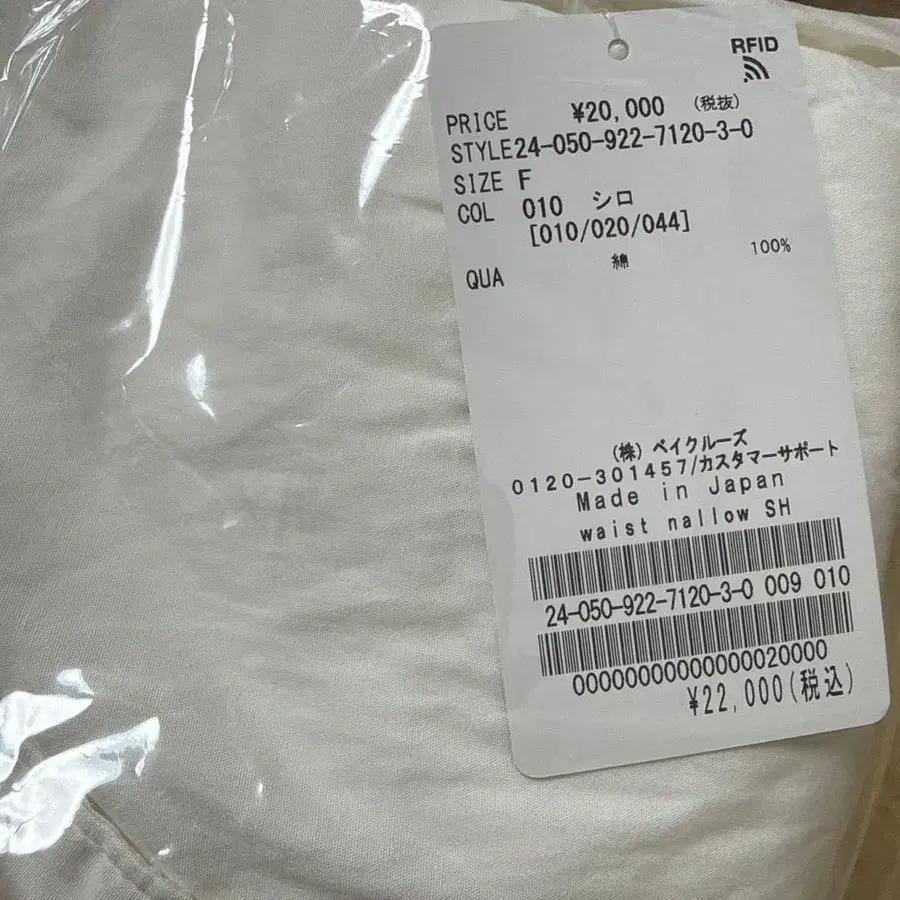 RFID
PRICE ¥20,000 (税抜)
STYLE24-050-922-7120-3-0
SIZE F
COL 010 シロ
[010/020/044]
QUA 綿 100%
(株) ベイクルーズ
0120-301457/カスタマーサポート
Made in Japan
waist nallow SH
24-050-922-7120-3-0 009 010
00000000000000020000
¥22,000(税込)